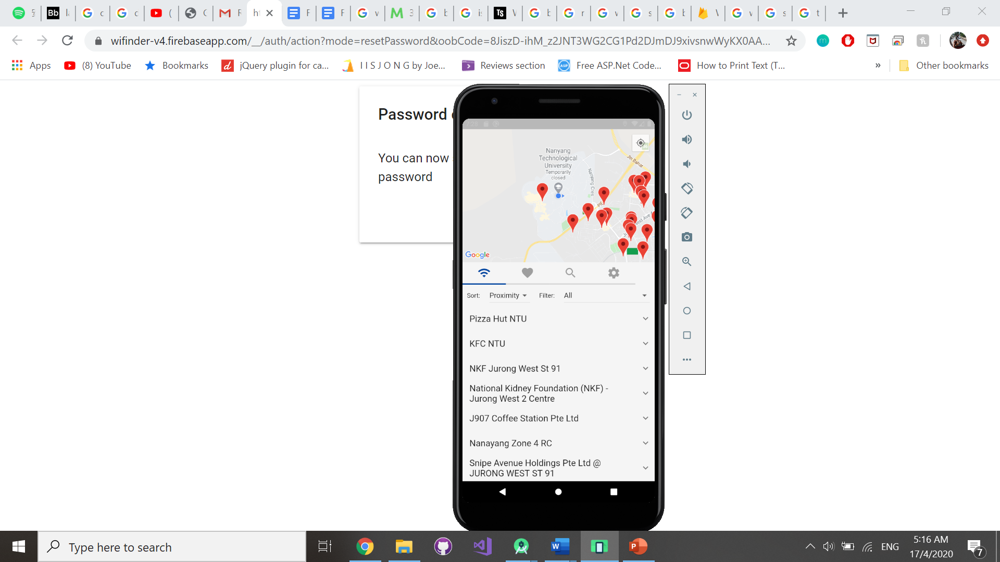 wifinder-v4.firebaseapp.com/__/auth/action?mode=resetPassword&oobCode=8JiszD-ihM_z2JNT3WG2CG1Pd2DJmDJ9xivsnwWyKX0AA...
Apps
(8) YouTube
Bookmarks
jQuery plugin for ca...
I I S J O N G by Joe...
Reviews section
Free ASP.Net Code...
How to Print Text (T...
»
Other bookmarks
Password
You can now
password
Nanyang
Technological
University
Temporarily
closed
Nanyang Cres
Jln Bahar
PIE
Google
Sort:
Proximity
Filter:
All
Pizza Hut NTU
KFC NTU
NKF Jurong West St 91
National Kidney Foundation (NKF) -
Jurong West 2 Centre
J907 Coffee Station Pte Ltd
Nanayang Zone 4 RC
Snipe Avenue Holdings Pte Ltd @
JURONG WEST ST 91
Type here to search
ENG
5:16 AM
17/4/2020
7